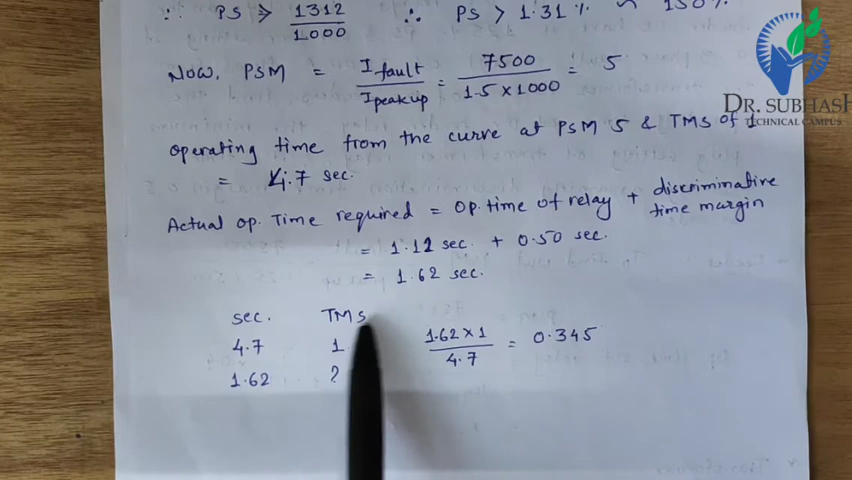 ∵ PS ≥ 1312/1000 ∴ PS > 1.31 % 150%
Now, PSM = I fault / I peakup = 7500 / 1.5 x 1000 = 5
operating time from the curve at PSM 5 & TMS of 1
= 4.7 sec.
Actual op. Time required = op. time of relay + discriminative time margin
= 1.12 sec. + 0.50 sec.
= 1.62 sec.
sec. TMS
4.7 1
1.62 ?
1.62 x 1 / 4.7 = 0.345
DR. SUBHASH
TECHNICAL CAMPUS